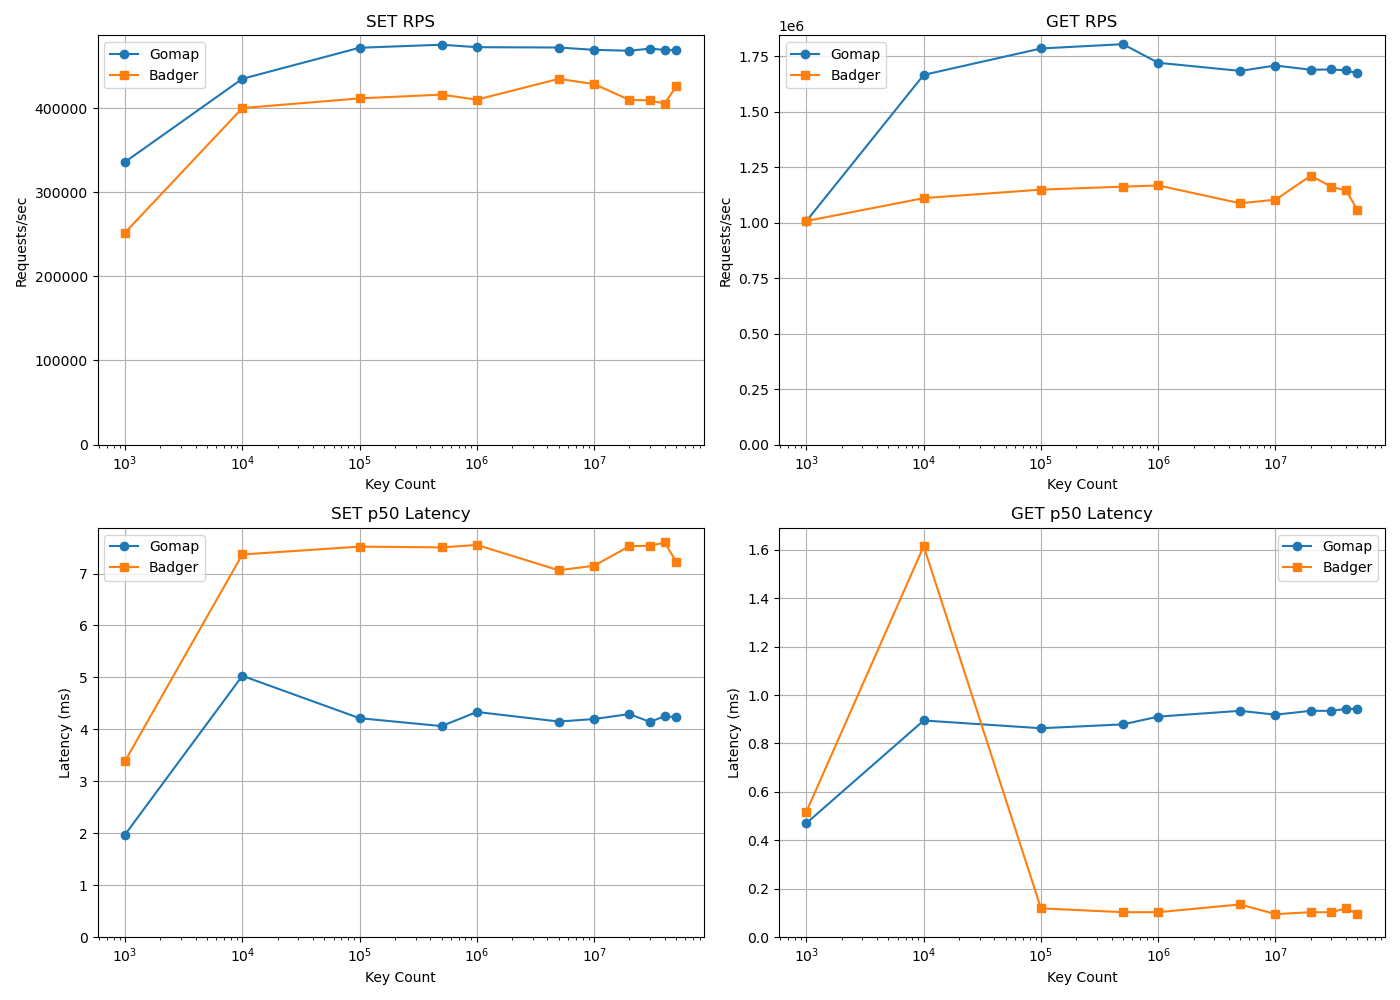 SET RPS
Gomap
Badger
Requests/sec
400000
300000
200000
100000
0
10³
10⁴
10⁵
10⁶
10⁷
Key Count
GET RPS
1e6
Gomap
Badger
Requests/sec
1.75
1.50
1.25
1.00
0.75
0.50
0.25
0.00
10³
10⁴
10⁵
10⁶
10⁷
Key Count
SET p50 Latency
Gomap
Badger
Latency (ms)
7
6
5
4
3
2
1
0
10³
10⁴
10⁵
10⁶
10⁷
Key Count
GET p50 Latency
Gomap
Badger
Latency (ms)
1.6
1.4
1.2
1.0
0.8
0.6
0.4
0.2
0.0
10³
10⁴
10⁵
10⁶
10⁷
Key Count